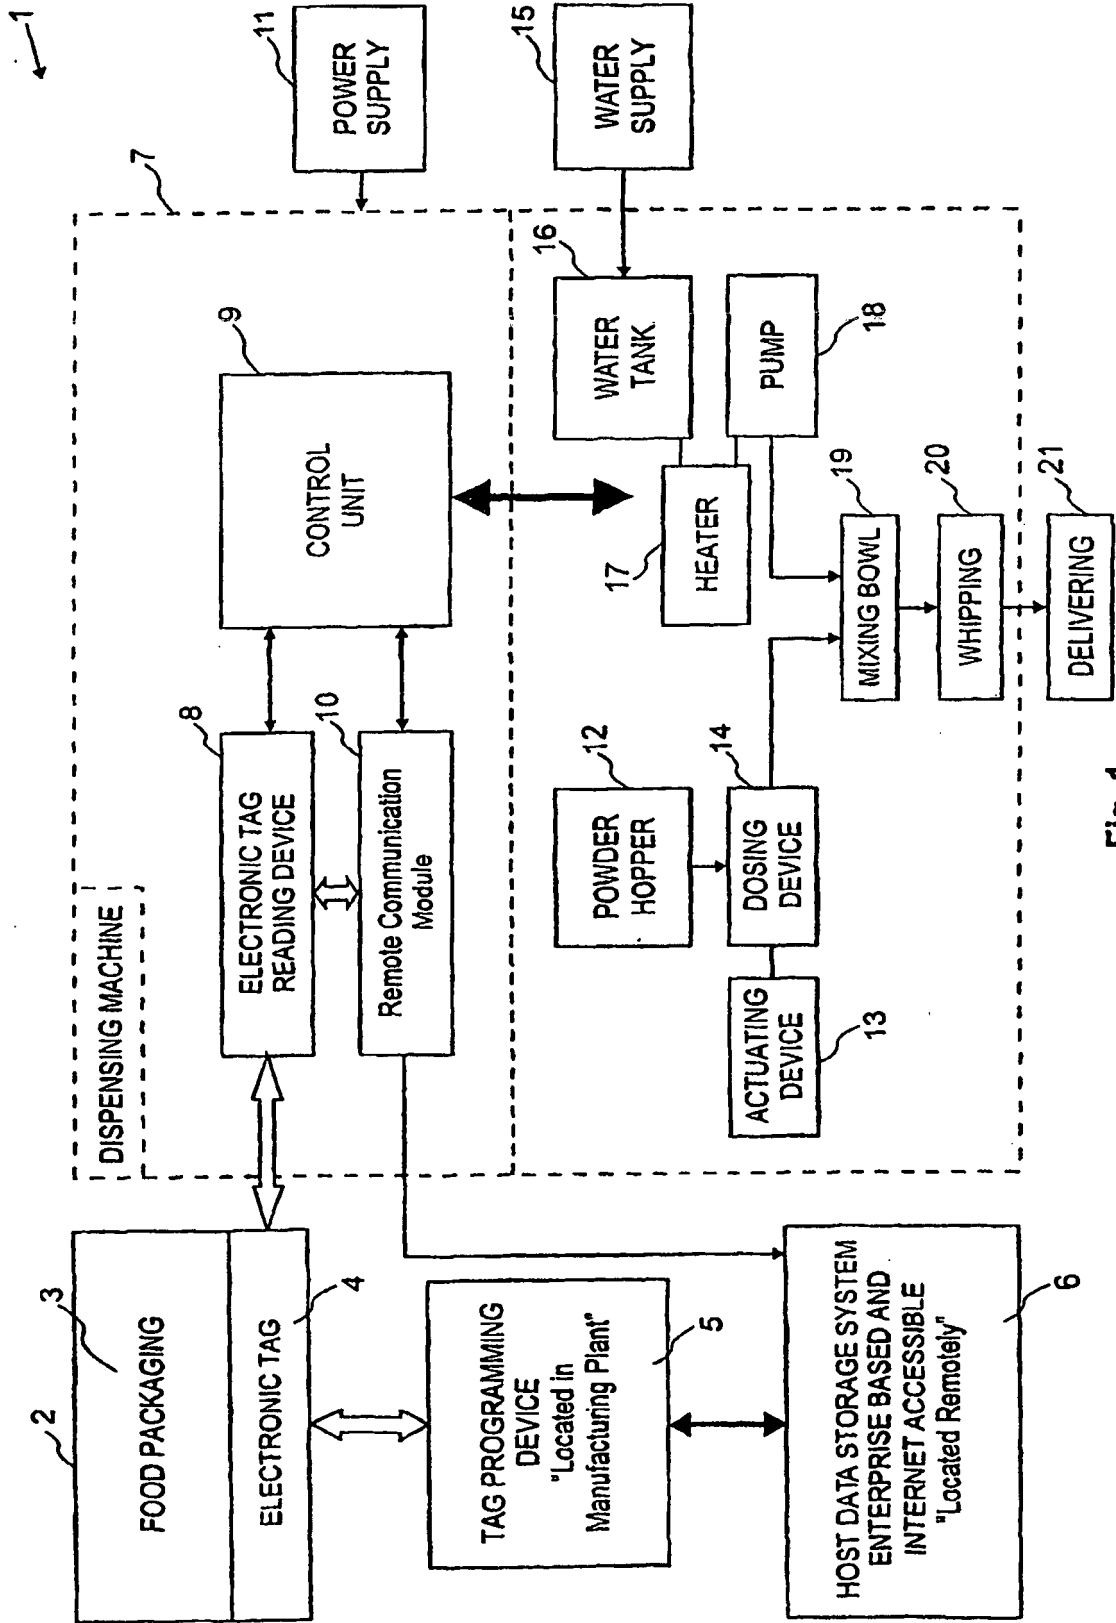 1
2
3
FOOD PACKAGING
ELECTRONIC TAG
4
TAG PROGRAMMING
DEVICE
"Located in
Manufacturing Plant"
5
HOST DATA STORAGE SYSTEM
ENTERPRISE BASED AND
INTERNET ACCESSIBLE
"Located Remotely"
6
DISPENSING MACHINE
7
ELECTRONIC TAG
READING DEVICE
8
Remote Communication
Module
10
CONTROL
UNIT
9
POWER
SUPPLY
11
WATER
SUPPLY
15
WATER
TANK
16
HEATER
17
PUMP
18
POWDER
HOPPER
12
ACTUATING
DEVICE
13
DOSING
DEVICE
14
MIXING BOWL
19
WHIPPING
20
DELIVERING
21